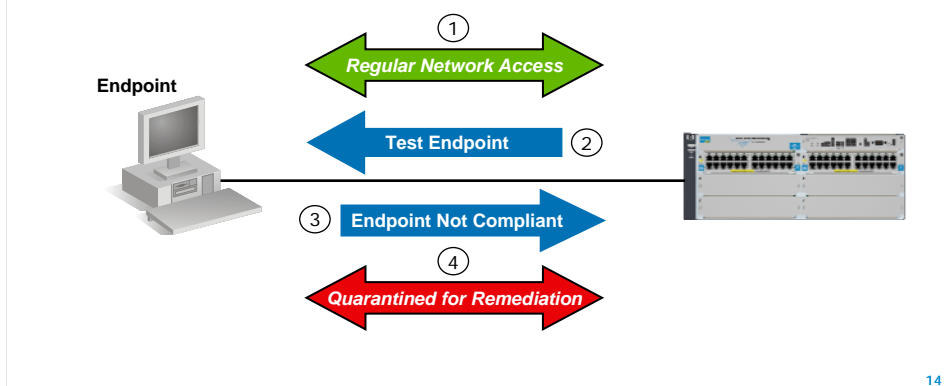 1
Regular Network Access
Endpoint
Test Endpoint
2
3
Endpoint Not Compliant
4
Quarantined for Remediation
14